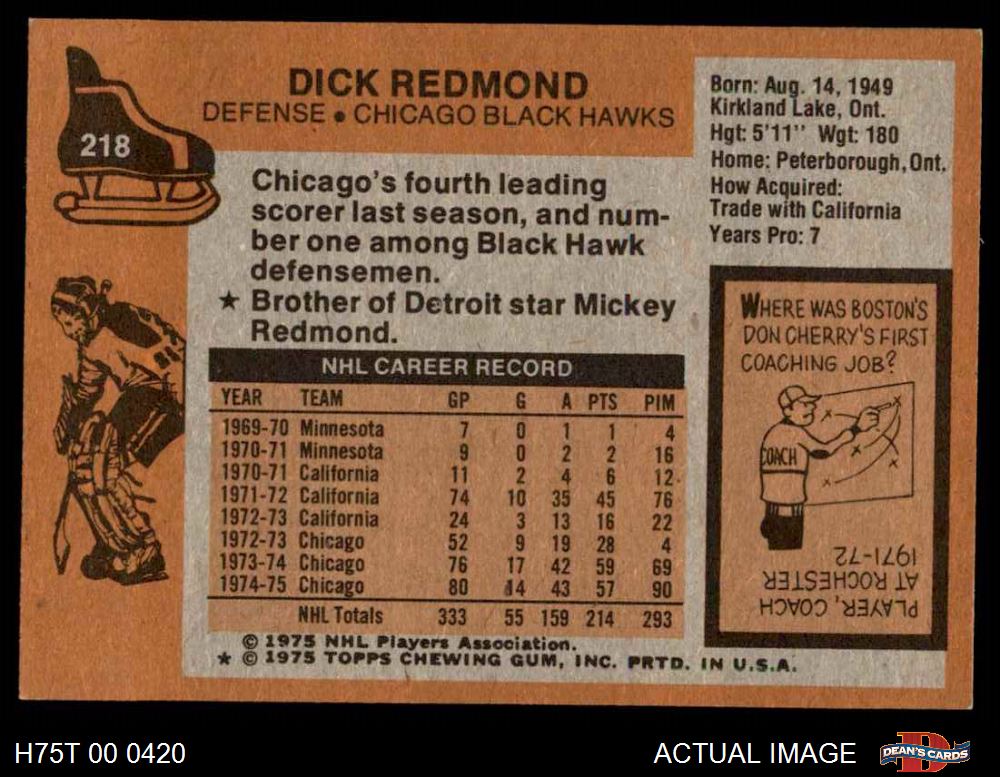 218
DICK REDMOND
DEFENSE • CHICAGO BLACK HAWKS
Chicago's fourth leading
scorer last season, and num-
ber one among Black Hawk
defensemen.
★ Brother of Detroit star Mickey
Redmond.
NHL CAREER RECORD
YEAR TEAM GP G A PTS PIM
1969-70 Minnesota 7 0 1 1 4
1970-71 Minnesota 9 0 2 2 16
1970-71 California 11 2 4 6 12
1971-72 California 74 10 35 45 76
1972-73 California 24 3 13 16 22
1972-73 Chicago 52 9 19 28 4
1973-74 Chicago 76 17 42 59 69
1974-75 Chicago 80 14 43 57 90
NHL Totals 333 55 159 214 293
© 1975 NHL Players Association.
★ © 1975 TOPPS CHEWING GUM, INC. PRTD. IN U.S.A.
Born: Aug. 14, 1949
Kirkland Lake, Ont.
Hgt: 5'11" Wgt: 180
Home: Peterborough, Ont.
How Acquired:
Trade with California
Years Pro: 7
WHERE WAS BOSTON'S
DON CHERRY'S FIRST
COACHING JOB?
COACH
PLAYER, COACH
AT ROCHESTER
1971-72
H75T 00 0420
ACTUAL IMAGE
DEAN'S CARDS